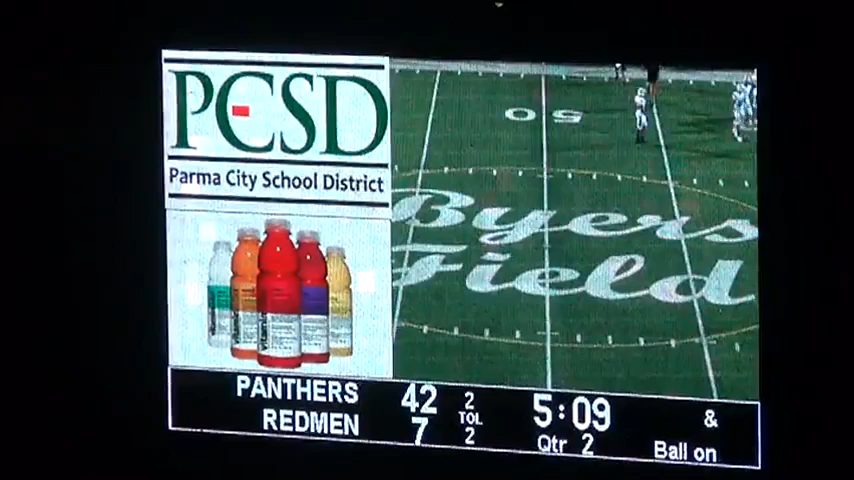 PCSD
Parma City School District
50
Byers
Field
PANTHERS 42 2
TOL
REDMEN 7 2
5:09
Qtr 2
&
Ball on